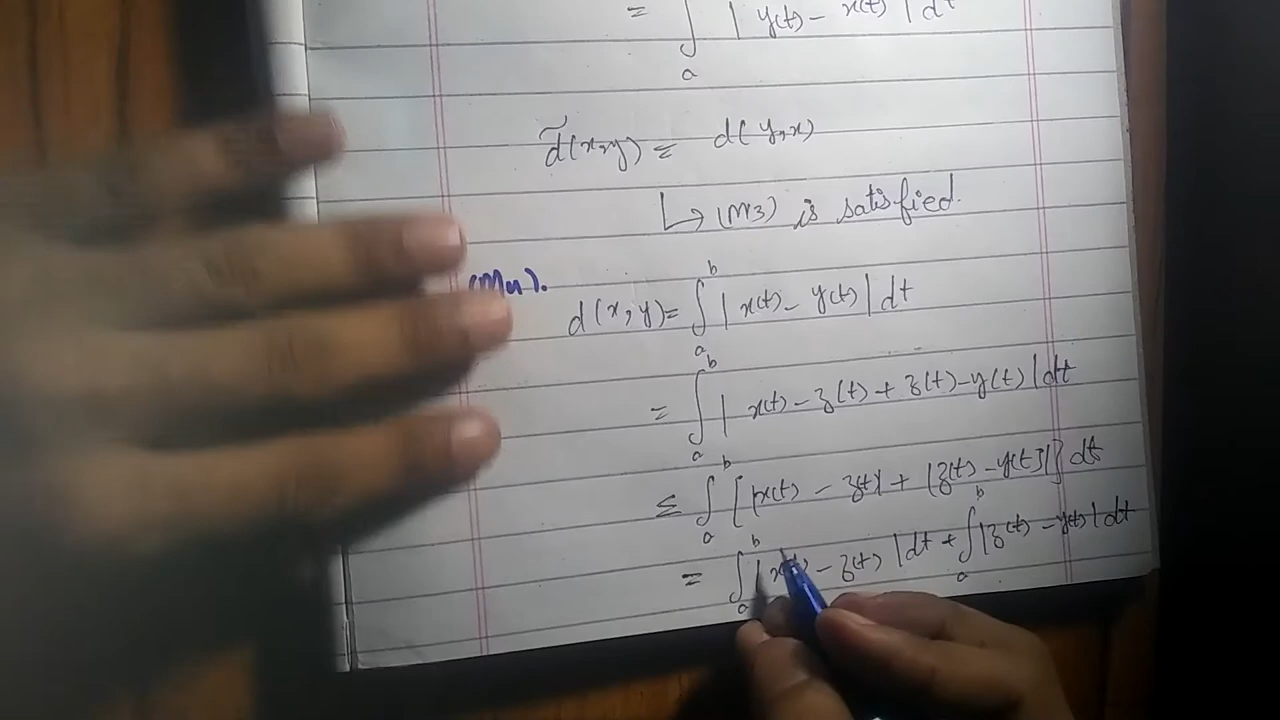 = ∫ₐ | y(t) − x(t) | dt
d̃(x,y) = d(y,x)
↳ (M3) is satisfied.
(M4).
d(x,y) = ∫ₐᵇ | x(t) − y(t) | dt
= ∫ₐᵇ | x(t) − z(t) + z(t) − y(t) | dt
≤ ∫ₐᵇ [ |x(t) − z(t)| + |z(t) − y(t)| ] dt
= ∫ₐᵇ | x(t) − z(t) | dt + ∫ₐᵇ | z(t) − y(t) | dt